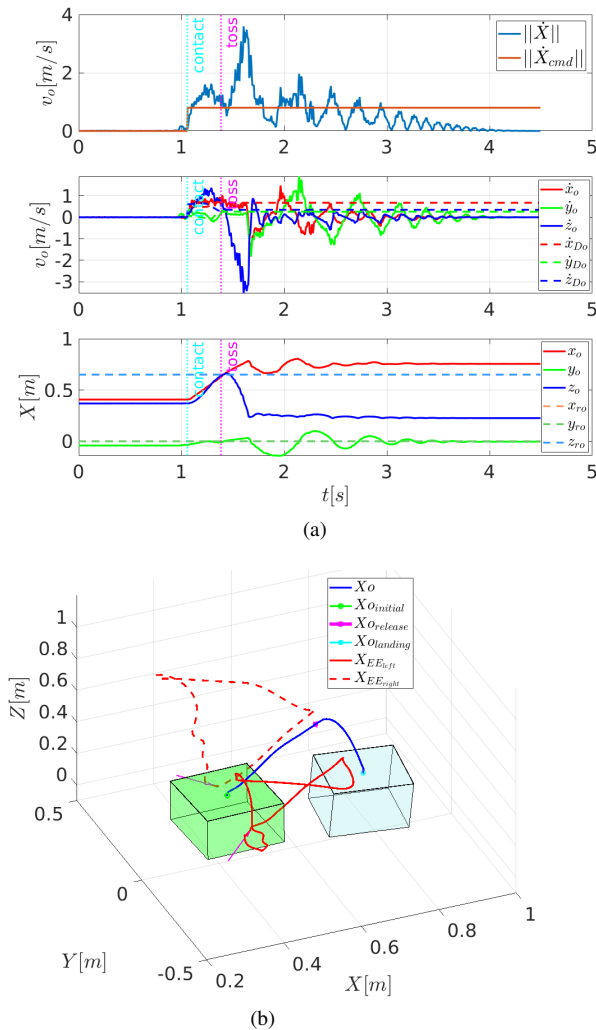 4
2
0
v_o[m/s]
contact
toss
||Ẋ||
||Ẋ_cmd||
0 1 2 3 4 5
1
0
-1
-2
-3
v_o[m/s]
contact
toss
ẋ_o
ẏ_o
ż_o
ẋ_Do
ẏ_Do
ż_Do
0 1 2 3 4 5
1
0.5
0
X[m]
contact
toss
x_o
y_o
z_o
x_ro
y_ro
z_ro
0 1 2 3 4 5
t[s]
(a)
Xo
Xo_initial
Xo_release
Xo_landing
X_EE_left
X_EE_right
1
0.8
0.6
0.4
0.2
0
Z[m]
0.5
0
-0.5
Y[m]
0.2 0.4 0.6 0.8 1
X[m]
(b)